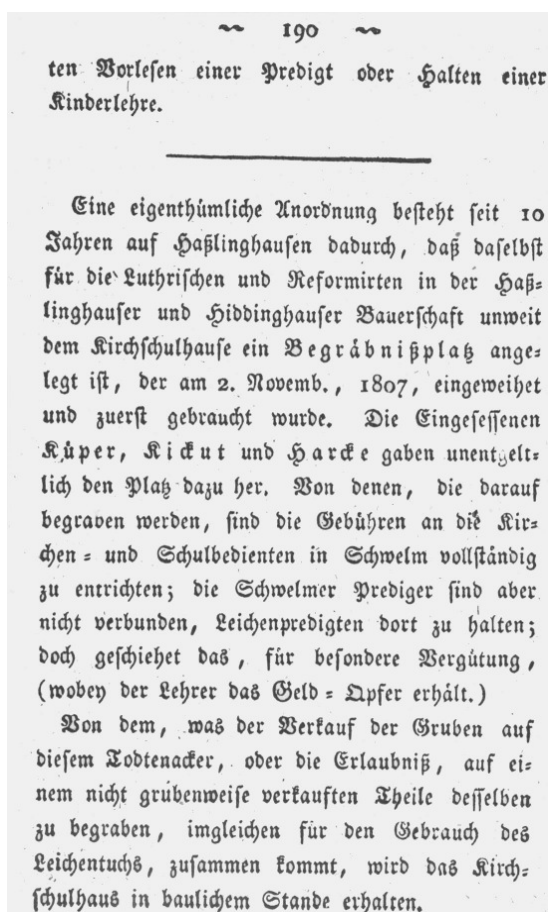 ~ 190 ~
ten Vorlesen einer Predigt oder Halten einer
Kinderlehre.
Eine eigenthümliche Anordnung besteht seit 10
Jahren auf Haßlinghausen dadurch, daß daselbst
für die Luthrischen und Reformirten in der Haß-
linghauser und Hiddinghauser Bauerschaft unweit
dem Kirchschulhause ein Begräbnißplatz ange-
legt ist, der am 2. Novemb., 1807, eingeweihet
und zuerst gebraucht wurde. Die Eingesessenen
Küper, Kickut und Harcke gaben unentgelt-
lich den Platz dazu her. Von denen, die darauf
begraben werden, sind die Gebühren an die Kir-
chen- und Schulbedienten in Schwelm vollständig
zu entrichten; die Schwelmer Prediger sind aber
nicht verbunden, Leichenpredigten dort zu halten;
doch geschiehet das, für besondere Vergütung,
(wobey der Lehrer das Geld-Opfer erhält.)
Von dem, was der Verkauf der Gruben auf
diesem Todtenacker, oder die Erlaubniß, auf ei-
nem nicht grubenweise verkauften Theile desselben
zu begraben, imgleichen für den Gebrauch des
Leichentuchs, zusammen kommt, wird das Kirch-
schulhaus in baulichem Stande erhalten.